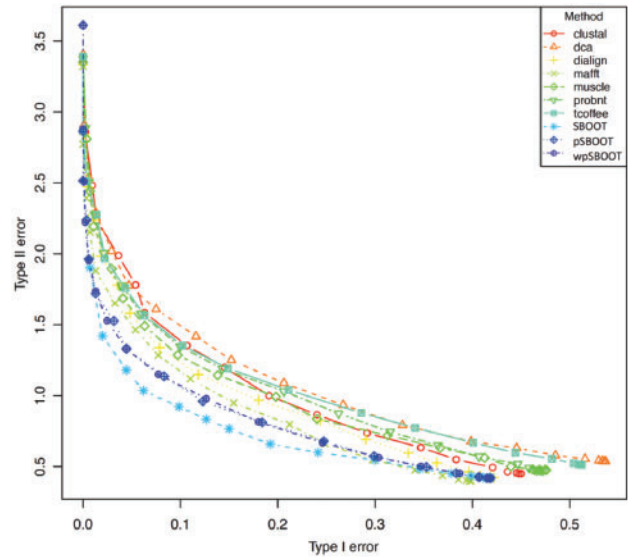 Method
clustal
dca
dialign
mafft
muscle
probnt
tcoffee
SBOOT
pSBOOT
wpSBOOT
Type II error
3.5
3.0
2.5
2.0
1.5
1.0
0.5
0.0
0.1
0.2
0.3
0.4
0.5
Type I error